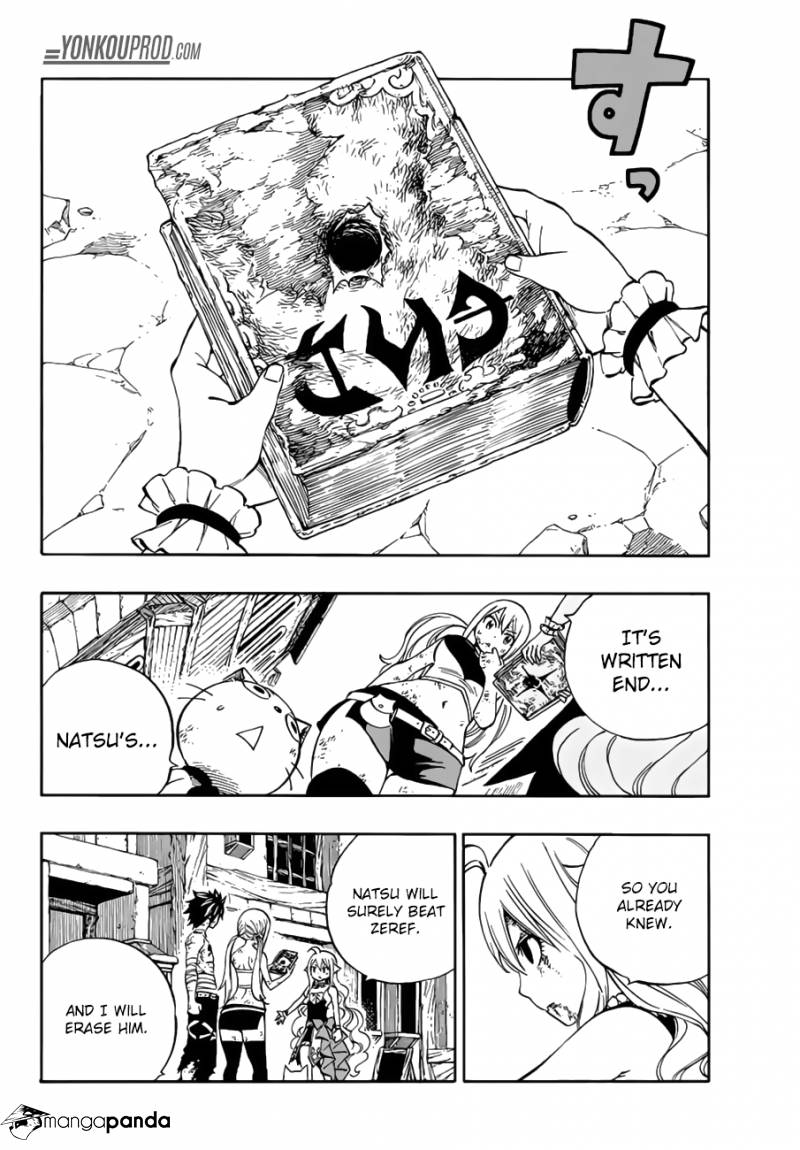 YONKOUPROD.COM
すっ
END
IT'S
WRITTEN
END...
NATSU'S...
SO YOU
ALREADY
KNEW.
NATSU WILL
SURELY BEAT
ZEREF.
AND I WILL
ERASE HIM.
mangapanda